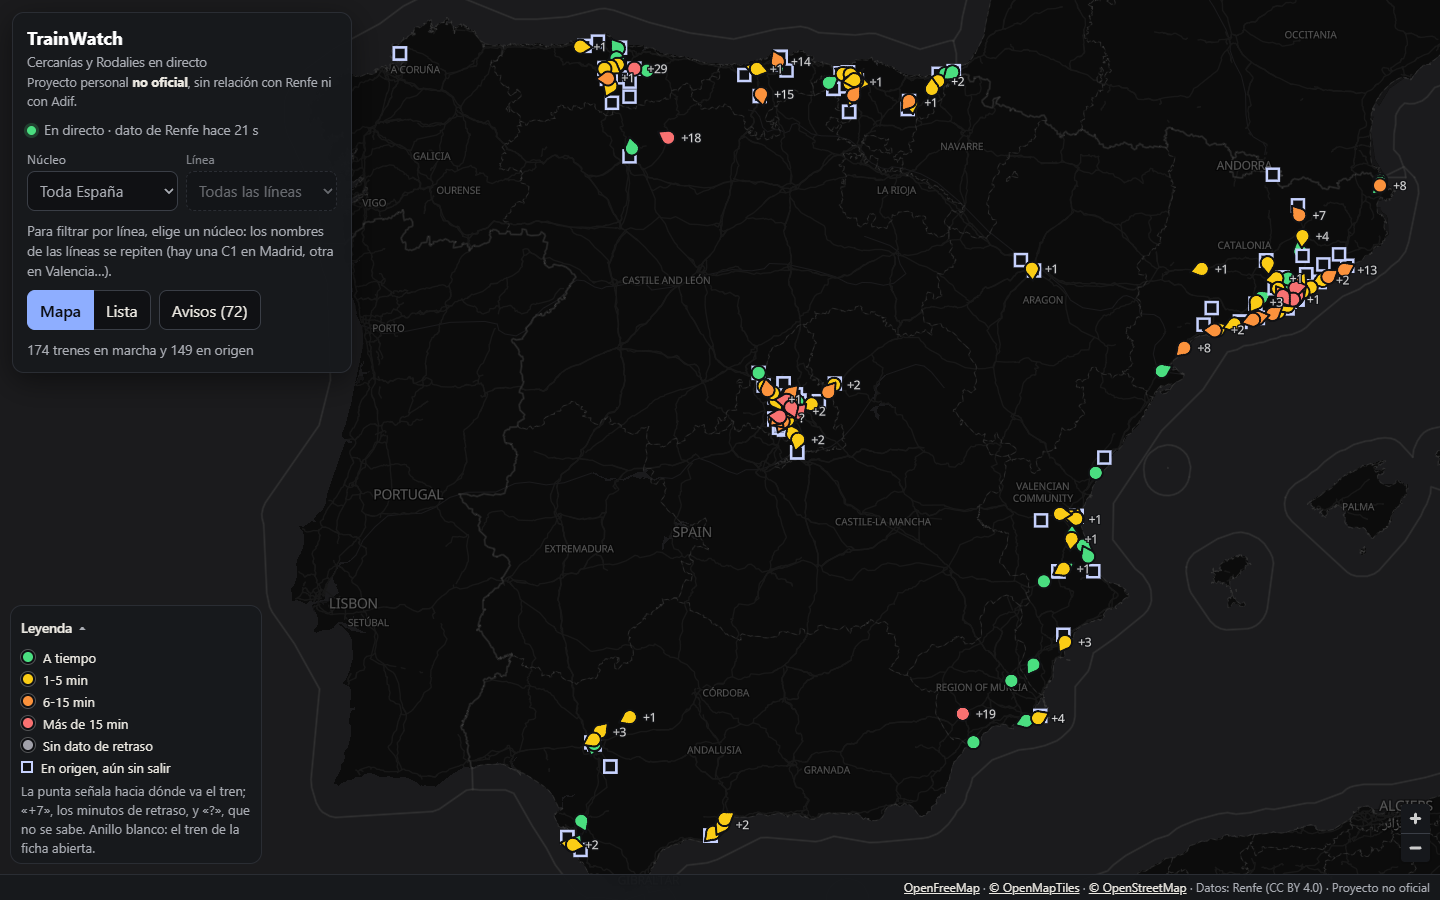 TrainWatch
Cercanías y Rodalies en directo
Proyecto personal no oficial, sin relación con Renfe ni
con Adif.
En directo · dato de Renfe hace 21 s
Núcleo
Línea
Toda España
Todas las líneas
Para filtrar por línea, elige un núcleo: los nombres
de las líneas se repiten (hay una C1 en Madrid, otra
en Valencia...).
Mapa
Lista
Avisos (72)
174 trenes en marcha y 149 en origen
A CORUÑA
GALICIA
OURENSE
VIGO
PORTO
PORTUGAL
LISBON
SETÚBAL
CASTILE AND LEÓN
LA RIOJA
NAVARRE
OCCITANIA
ANDORRA
CATALONIA
ARAGON
SPAIN
EXTREMADURA
CASTILE-LA MANCHA
VALENCIAN
COMMUNITY
PALMA
REGION OF MURCIA
CÓRDOBA
ANDALUSIA
GRANADA
ALGIERS
+1
+29
+1
+14
+1
+15
+1
+2
+1
+18
+8
+7
+4
+1
+1
+13
+1
+2
+3
+1
+2
+8
+2
+1
+2
?
+2
+1
+1
+1
+3
+19
+4
+1
+3
+2
+2
Leyenda
A tiempo
1-5 min
6-15 min
Más de 15 min
Sin dato de retraso
En origen, aún sin salir
La punta señala hacia dónde va el tren;
«+7», los minutos de retraso, y «?», que
no se sabe. Anillo blanco: el tren de la
ficha abierta.
+
−
OpenFreeMap · © OpenMapTiles · © OpenStreetMap · Datos: Renfe (CC BY 4.0) · Proyecto no oficial